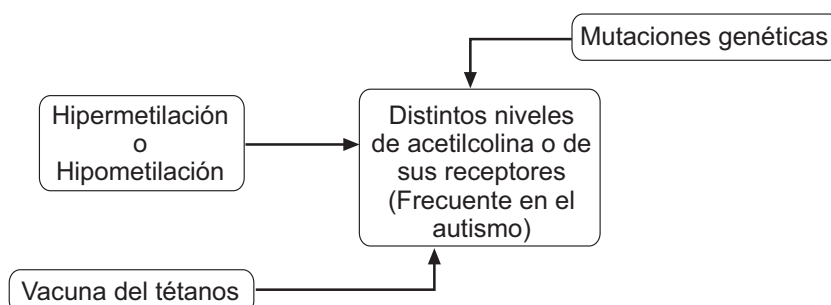 Mutaciones genéticas
Hipermetilación
o
Hipometilación
Distintos niveles
de acetilcolina o de
sus receptores
(Frecuente en el
autismo)
Vacuna del tétanos